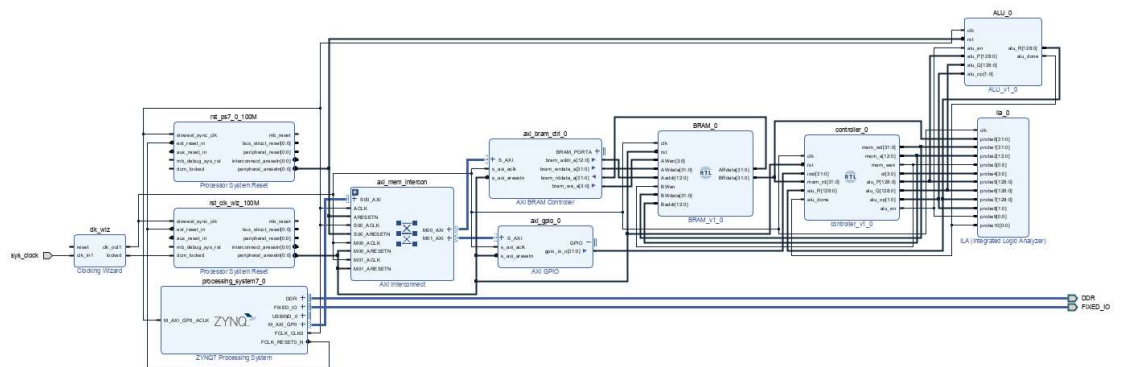 sys_clock
clk_wiz
reset
clk_in1
clk_out1
locked
Clocking Wizard
rst_ps7_0_100M
slowest_sync_clk
ext_reset_in
aux_reset_in
mb_debug_sys_rst
dcm_locked
mb_reset
bus_struct_reset[0:0]
peripheral_reset[0:0]
interconnect_aresetn[0:0]
peripheral_aresetn[0:0]
Processor System Reset
rst_clk_wiz_100M
slowest_sync_clk
ext_reset_in
aux_reset_in
mb_debug_sys_rst
dcm_locked
mb_reset
bus_struct_reset[0:0]
peripheral_reset[0:0]
interconnect_aresetn[0:0]
peripheral_aresetn[0:0]
Processor System Reset
processing_system7_0
M_AXI_GP0_ACLK
ZYNQ
DDR
FIXED_IO
USBIND_0
M_AXI_GP0
FCLK_CLK0
FCLK_RESET0_N
ZYNQ7 Processing System
axi_mem_intercon
S00_AXI
ACLK
ARESETN
S00_ACLK
S00_ARESETN
M00_ACLK
M00_ARESETN
M01_ACLK
M01_ARESETN
M00_AXI
M01_AXI
AXI Interconnect
axi_bram_ctrl_0
S_AXI
s_axi_aclk
s_axi_aresetn
BRAM_PORTA
bram_addr_a[12:0]
bram_wrdata_a[31:0]
bram_rddata_a[31:0]
bram_we_a[3:0]
AXI BRAM Controller
axi_gpio_0
S_AXI
s_axi_aclk
s_axi_aresetn
GPIO
gpio_io_o[31:0]
AXI GPIO
BRAM_0
clk
rst
AWen[3:0]
AWdata[31:0]
Aaddr[12:0]
BWen
BWdata[31:0]
Baddr[12:0]
RTL
ARdata[31:0]
BRdata[31:0]
BRAM_v1_0
controller_0
clk
rst
inst[31:0]
mem_rd[31:0]
alu_R[128:0]
alu_done
RTL
mem_wd[31:0]
mem_a[12:0]
mem_wen
st[3:0]
alu_P[128:0]
alu_Q[128:0]
alu_op[1:0]
alu_en
controller_v1_0
ALU_0
clk
rst
alu_en
alu_P[128:0]
alu_Q[128:0]
alu_op[1:0]
alu_R[128:0]
alu_done
ALU_v1_0
ila_0
clk
probe0[31:0]
probe1[31:0]
probe2[12:0]
probe3[0:0]
probe4[3:0]
probe5[128:0]
probe6[128:0]
probe7[128:0]
probe8[1:0]
probe9[0:0]
probe10[0:0]
ILA (Integrated Logic Analyzer)
DDR
FIXED_IO